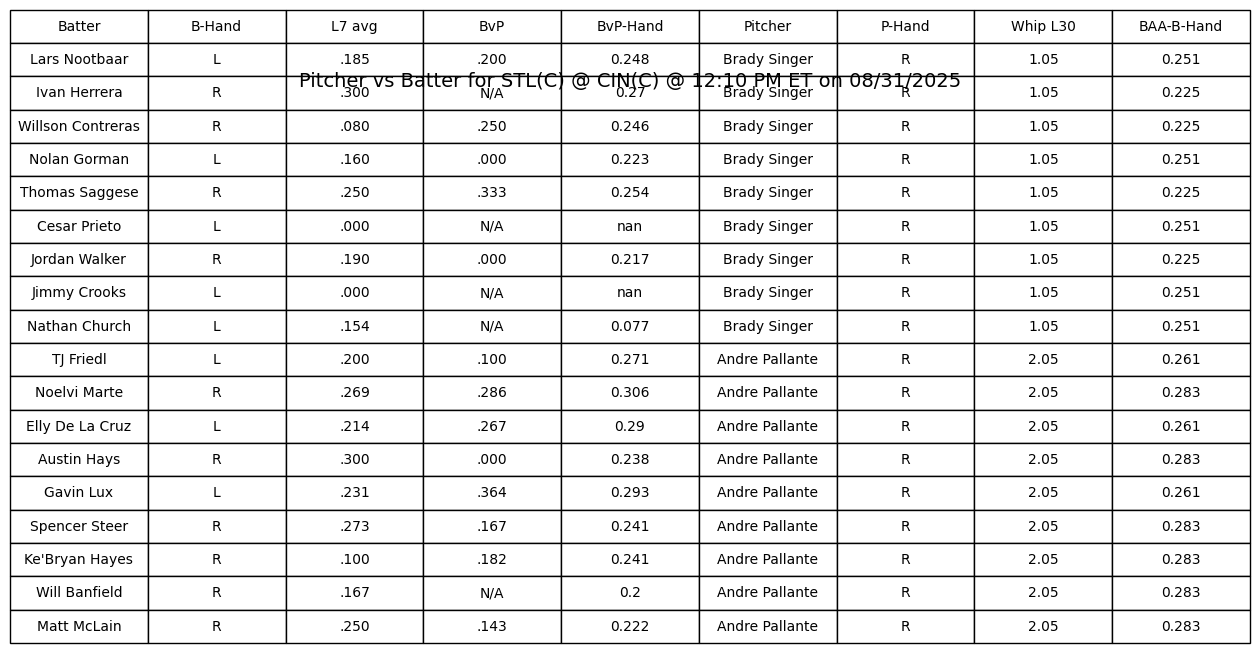 Batter B-Hand L7 avg BvP BvP-Hand Pitcher P-Hand Whip L30 BAA-B-Hand
Lars Nootbaar L .185 .200 0.248 Brady Singer R 1.05 0.251
Pitcher vs Batter for STL(C) @ CIN(C) @ 12:10 PM ET on 08/31/2025
Ivan Herrera R .300 N/A 0.27 Brady Singer R 1.05 0.225
Willson Contreras R .080 .250 0.246 Brady Singer R 1.05 0.225
Nolan Gorman L .160 .000 0.223 Brady Singer R 1.05 0.251
Thomas Saggese R .250 .333 0.254 Brady Singer R 1.05 0.225
Cesar Prieto L .000 N/A nan Brady Singer R 1.05 0.251
Jordan Walker R .190 .000 0.217 Brady Singer R 1.05 0.225
Jimmy Crooks L .000 N/A nan Brady Singer R 1.05 0.251
Nathan Church L .154 N/A 0.077 Brady Singer R 1.05 0.251
TJ Friedl L .200 .100 0.271 Andre Pallante R 2.05 0.261
Noelvi Marte R .269 .286 0.306 Andre Pallante R 2.05 0.283
Elly De La Cruz L .214 .267 0.29 Andre Pallante R 2.05 0.261
Austin Hays R .300 .000 0.238 Andre Pallante R 2.05 0.283
Gavin Lux L .231 .364 0.293 Andre Pallante R 2.05 0.261
Spencer Steer R .273 .167 0.241 Andre Pallante R 2.05 0.283
Ke'Bryan Hayes R .100 .182 0.241 Andre Pallante R 2.05 0.283
Will Banfield R .167 N/A 0.2 Andre Pallante R 2.05 0.283
Matt McLain R .250 .143 0.222 Andre Pallante R 2.05 0.283